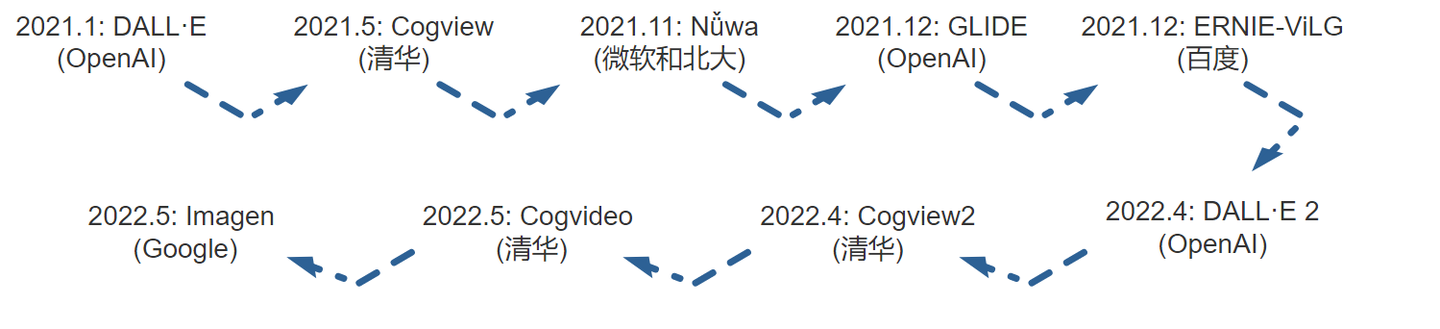 2021.1: DALL·E
(OpenAI)
2021.5: Cogview
(清华)
2021.11: Nǚwa
(微软和北大)
2021.12: GLIDE
(OpenAI)
2021.12: ERNIE-ViLG
(百度)
2022.4: DALL·E 2
(OpenAI)
2022.4: Cogview2
(清华)
2022.5: Cogvideo
(清华)
2022.5: Imagen
(Google)